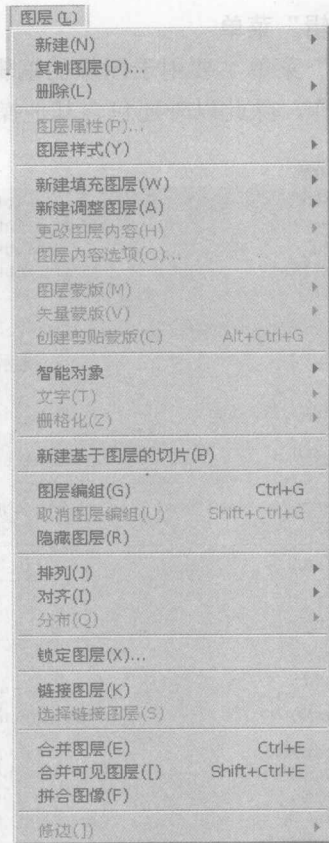 图层(L)
新建(N)
复制图层(D)...
删除(L)
图层属性(P)...
图层样式(Y)
新建填充图层(W)
新建调整图层(A)
更改图层内容(H)
图层内容选项(O)...
图层蒙版(M)
矢量蒙版(V)
创建剪贴蒙版(C) Alt+Ctrl+G
智能对象
文字(T)
栅格化(Z)
新建基于图层的切片(B)
图层编组(G) Ctrl+G
取消图层编组(U) Shift+Ctrl+G
隐藏图层(R)
排列(J)
对齐(I)
分布(Q)
锁定图层(X)...
链接图层(K)
选择链接图层(S)
合并图层(E) Ctrl+E
合并可见图层([) Shift+Ctrl+E
拼合图像(F)
修边(])